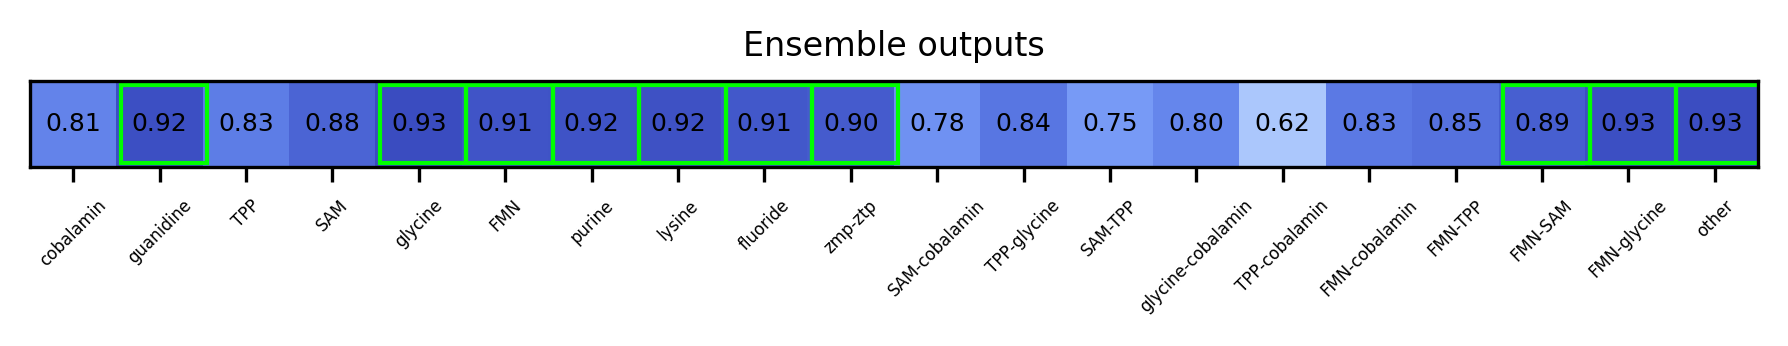 Ensemble outputs
0.81 0.92 0.83 0.88 0.93 0.91 0.92 0.92 0.91 0.90 0.78 0.84 0.75 0.80 0.62 0.83 0.85 0.89 0.93 0.93
cobalamin guanidine TPP SAM glycine FMN purine lysine fluoride zmp-ztp SAM-cobalamin TPP-glycine SAM-TPP glycine-cobalamin TPP-cobalamin FMN-cobalamin FMN-TPP FMN-SAM FMN-glycine other